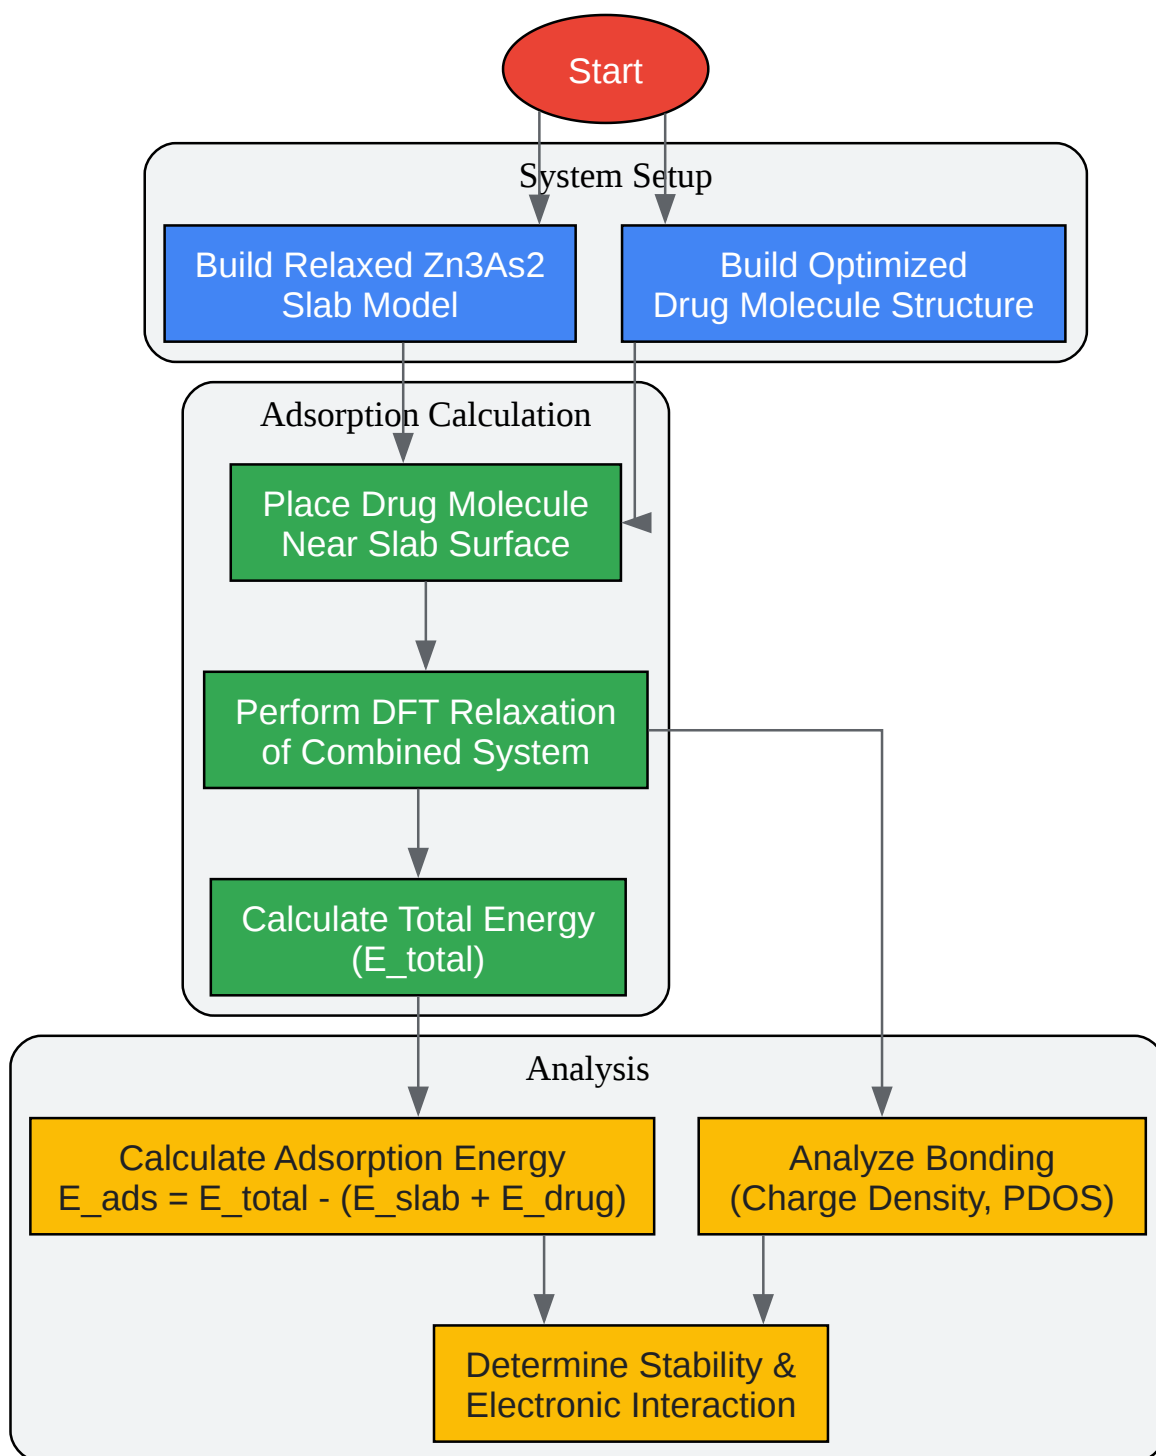 Start
System Setup
Build Relaxed Zn3As2
Slab Model
Build Optimized
Drug Molecule Structure
Adsorption Calculation
Place Drug Molecule
Near Slab Surface
Perform DFT Relaxation
of Combined System
Calculate Total Energy
(E_total)
Analysis
Calculate Adsorption Energy
E_ads = E_total - (E_slab + E_drug)
Analyze Bonding
(Charge Density, PDOS)
Determine Stability &
Electronic Interaction